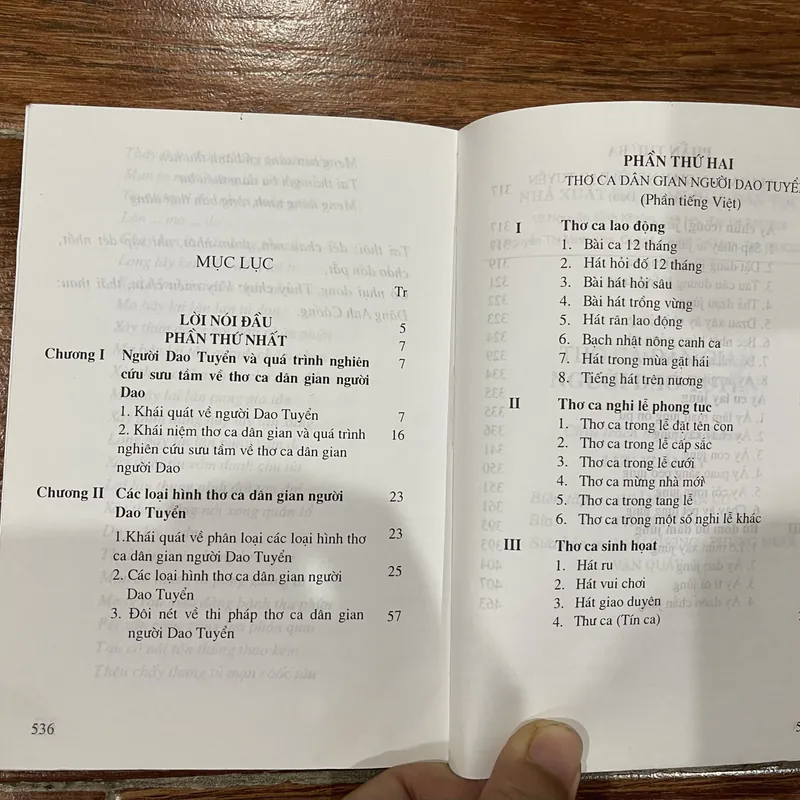 MỤC LỤC
Tr
LỜI NÓI ĐẦU 5
PHẦN THỨ NHẤT 7
Chương I Người Dao Tuyển và quá trình nghiên 7
cứu sưu tầm về thơ ca dân gian người
Dao
1. Khái quát về người Dao Tuyển 7
2. Khái niệm thơ ca dân gian và quá trình 16
nghiên cứu sưu tầm về thơ ca dân gian
người Dao
Chương II Các loại hình thơ ca dân gian người 23
Dao Tuyển
1.Khái quát về phân loại các loại hình thơ 23
ca dân gian người Dao Tuyển
2. Các loại hình thơ ca dân gian người 25
Dao Tuyển
3. Đôi nét về thi pháp thơ ca dân gian 57
người Dao Tuyển
536
PHẦN THỨ HAI
THƠ CA DÂN GIAN NGƯỜI DAO TUYỂN
(Phần tiếng Việt)
I Thơ ca lao động
1. Bài ca 12 tháng
2. Hát hỏi đố 12 tháng
3. Bài hát hỏi sâu
4. Bài hát trồng vừng
5. Hát răn lao động
6. Bạch nhật nông canh ca
7. Hát trong mùa gặt hái
8. Tiếng hát trên nương
II Thơ ca nghi lễ phong tục
1. Thơ ca trong lễ đặt tên con
2. Thơ ca trong lễ cấp sắc
3. Thơ ca trong lễ cưới
4. Thơ ca mừng nhà mới
5. Thơ ca trong tang lễ
6. Thơ ca trong một số nghi lễ khác
III Thơ ca sinh hoạt
1. Hát ru
2. Hát vui chơi
3. Hát giao duyên
4. Thư ca (Tín ca)